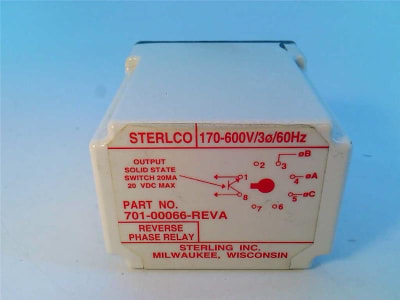 STERLCO 170-600V/3ø/60Hz
OUTPUT
SOLID STATE
SWITCH 20MA
20 VDC MAX
øB
2 3
øA
1 4
øC
8 5
7 6
PART NO.
701-00066-REVA
REVERSE
PHASE RELAY
STERLING INC.
MILWAUKEE, WISCONSIN